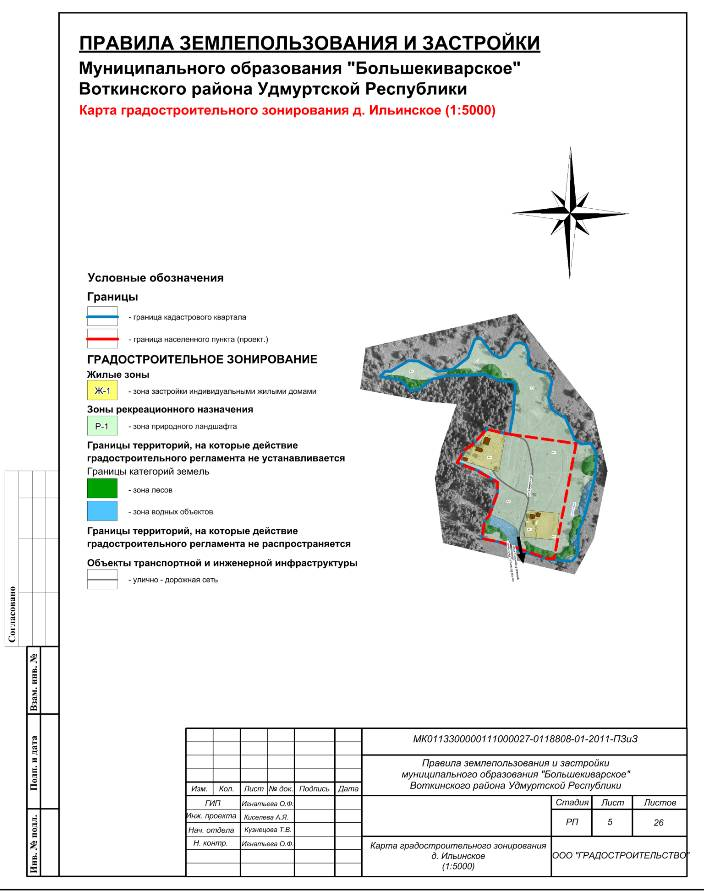 ПРАВИЛА ЗЕМЛЕПОЛЬЗОВАНИЯ И ЗАСТРОЙКИ
Муниципального образования "Большекиварское"
Воткинского района Удмуртской Республики
Карта градостроительного зонирования д. Ильинское (1:5000)
Условные обозначения
Границы
- граница кадастрового квартала
- граница населенного пункта (проект.)
ГРАДОСТРОИТЕЛЬНОЕ ЗОНИРОВАНИЕ
Жилые зоны
Ж-1 - зона застройки индивидуальными жилыми домами
Зоны рекреационного назначения
Р-1 - зона природного ландшафта
Границы территорий, на которые действие
градостроительного регламента не устанавливается
Границы категорий земель
- зона лесов
- зона водных объектов
Границы территорий, на которые действие
градостроительного регламента не распространяется
Объекты транспортной и инженерной инфраструктуры
- улично - дорожная сеть
Согласовано
Взам. инв. №
Подп. и дата
Инв. № подл.
МК0113300000111000027-0118808-01-2011-ПЗиЗ
Правила землепользования и застройки
муниципального образования "Большекиварское"
Воткинского района Удмуртской Республики
Изм. Кол. Лист № док. Подпись Дата
ГИП Игнатьева О.Ф.
Инж. проекта Киселева А.Я.
Нач. отдела Кузнецова Т.В.
Н. контр. Игнатьева О.Ф.
Стадия Лист Листов
РП 5 26
Карта градостроительного зонирования
д. Ильинское
(1:5000)
ООО "ГРАДОСТРОИТЕЛЬСТВО"